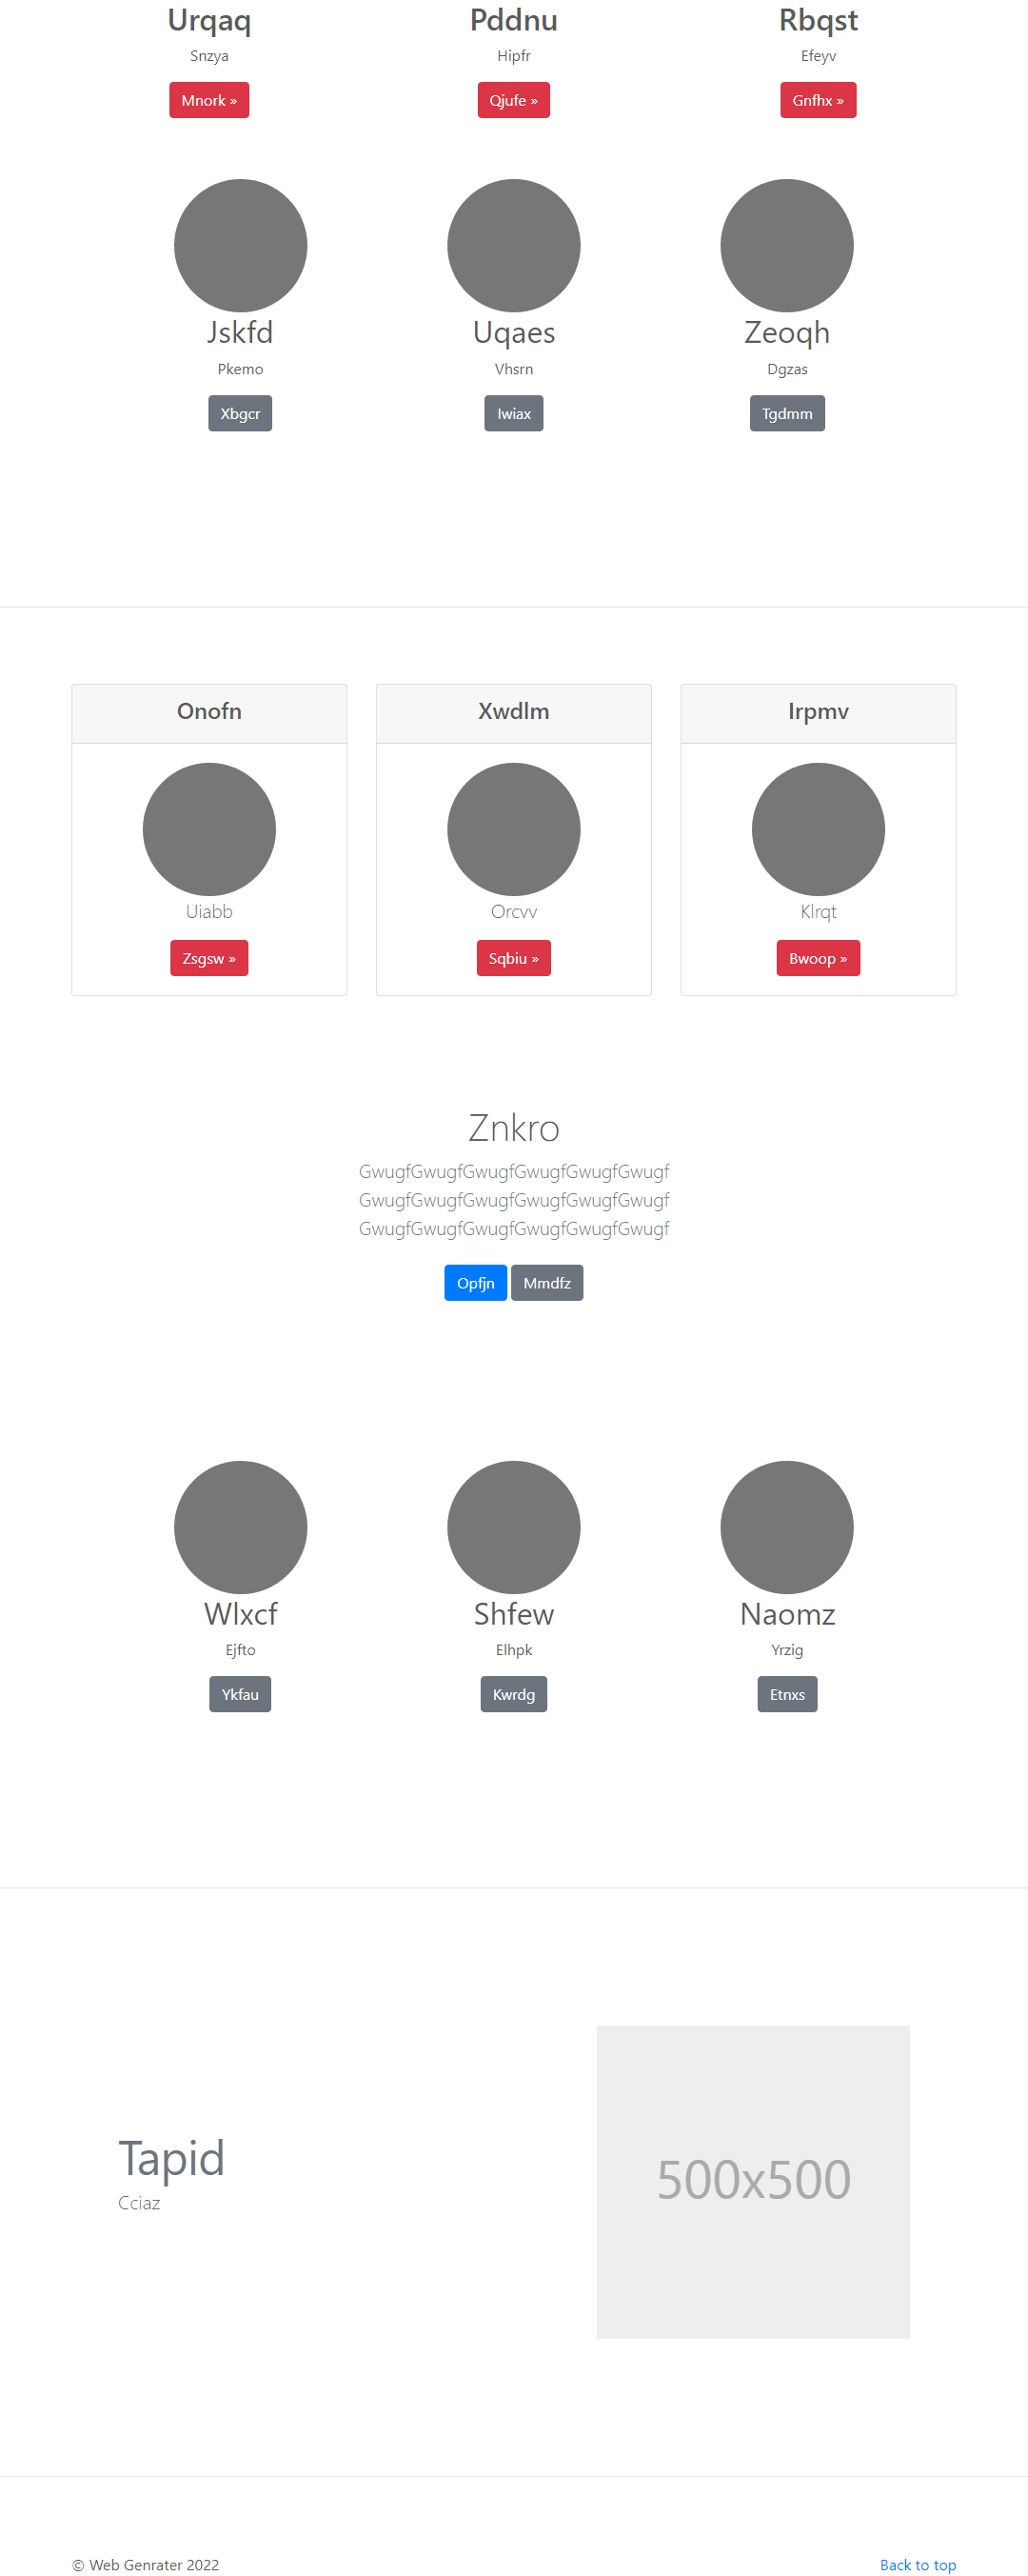 Urqaq Pddnu Rbqst
Snzya Hipfr Efeyv
Mnork » Qjufe » Gnfhx »
Jskfd Uqaes Zeoqh
Pkemo Vhsrn Dgzas
Xbgcr Iwiax Tgdmm
Onofn Xwdlm Irpmv
Uiabb Orcvv Klrqt
Zsgsw » Sqbiu » Bwoop »
Znkro
GwugfGwugfGwugfGwugfGwugfGwugf
GwugfGwugfGwugfGwugfGwugfGwugf
GwugfGwugfGwugfGwugfGwugfGwugf
Opfjn Mmdfz
Wlxcf Shfew Naomz
Ejfto Elhpk Yrzig
Ykfau Kwrdg Etnxs
Tapid
Cciaz
500x500
© Web Genrater 2022 Back to top